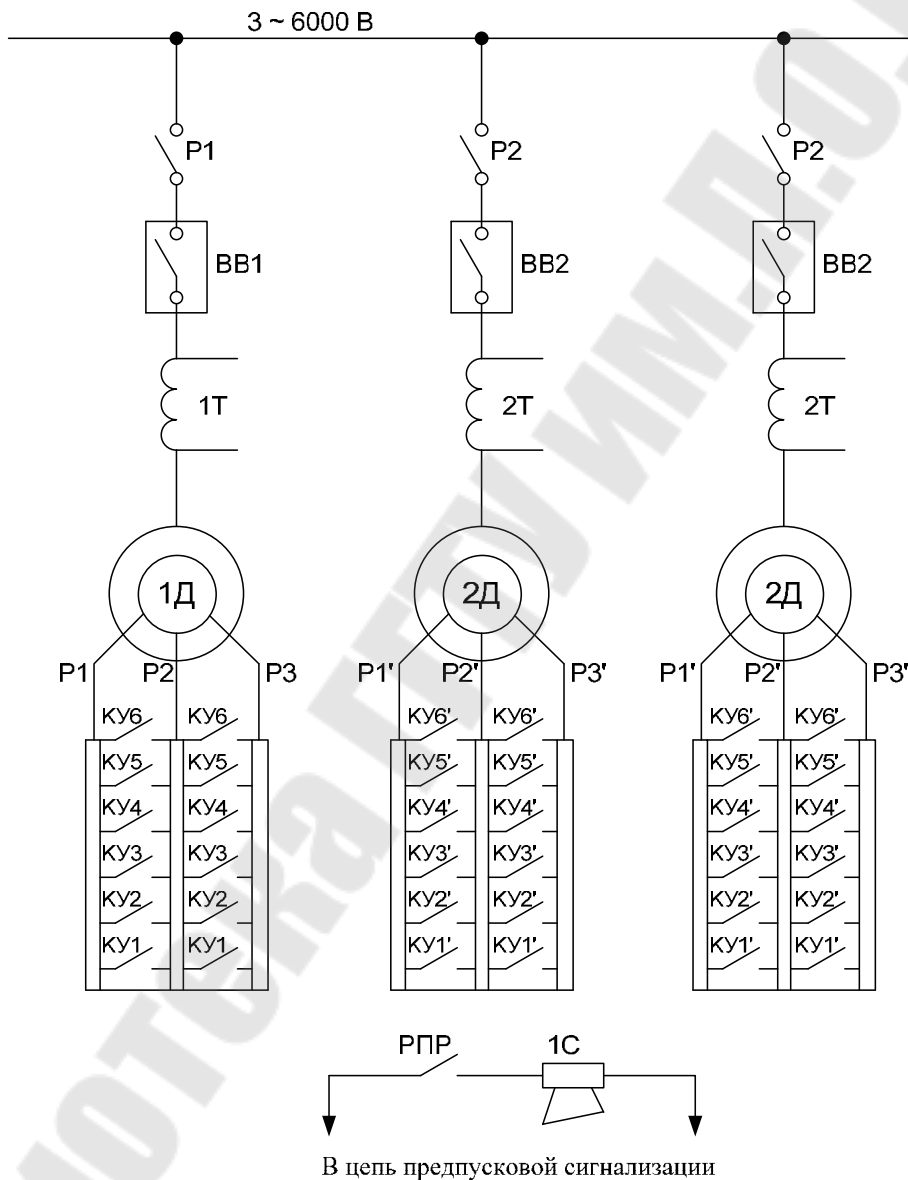 3 ~ 6000 В
Р1 Р2 Р2
ВВ1 ВВ2 ВВ2
1Т 2Т 2Т
1Д 2Д 2Д
Р1 Р2 Р3 Р1' Р2' Р3' Р1' Р2' Р3'
КУ6 КУ6 КУ6' КУ6' КУ6' КУ6'
КУ5 КУ5 КУ5' КУ5' КУ5' КУ5'
КУ4 КУ4 КУ4' КУ4' КУ4' КУ4'
КУ3 КУ3 КУ3' КУ3' КУ3' КУ3'
КУ2 КУ2 КУ2' КУ2' КУ2' КУ2'
КУ1 КУ1 КУ1' КУ1' КУ1' КУ1'
РПР 1С
В цепь предпусковой сигнализации
ГГТУ ИМ.П.О.